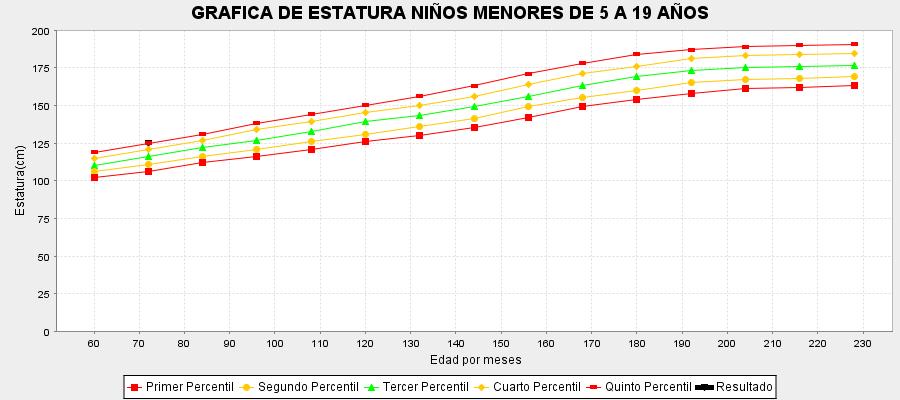 GRAFICA DE ESTATURA NIÑOS MENORES DE 5 A 19 AÑOS
200
175
150
125
100
75
50
25
0
Estatura(cm)
60 70 80 90 100 110 120 130 140 150 160 170 180 190 200 210 220 230
Edad por meses
Primer Percentil Segundo Percentil Tercer Percentil Cuarto Percentil Quinto Percentil Resultado